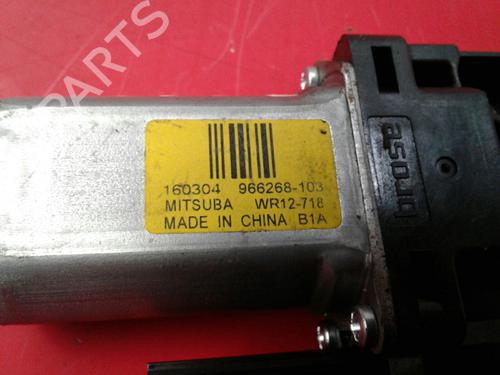 PARTS
160304 966268-103
MITSUBA WR12-718
MADE IN CHINA B1A
brose